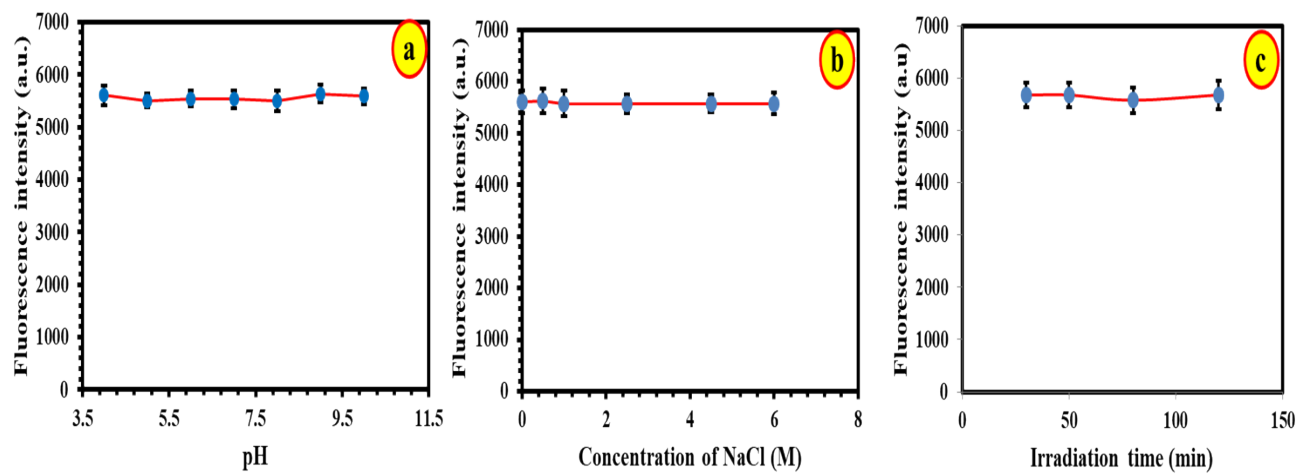 a
Fluorescence intensity (a.u.)
7000
6000
5000
4000
3000
2000
1000
0
3.5 5.5 7.5 9.5 11.5
pH
b
Fluorescence intensity (a.u.)
7000
6000
5000
4000
3000
2000
1000
0
0 2 4 6 8
Concentration of NaCl (M)
c
Fluorescence intensity (a.u)
7000
6000
5000
4000
3000
2000
1000
0
0 50 100 150
Irradiation time (min)